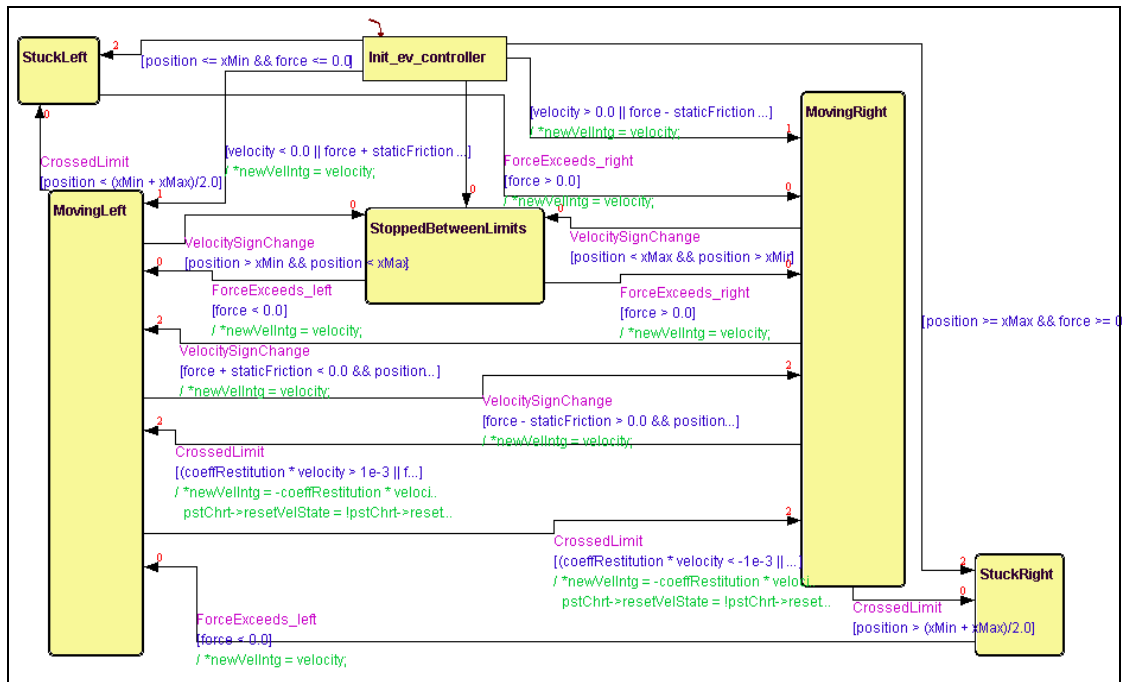 StuckLeft
2
Init_ev_controller
[position <= xMin && force <= 0.0]
0
MovingRight
[velocity > 0.0 || force - staticFriction ...]
1
/ *newVelIntg = velocity;
[velocity < 0.0 || force + staticFriction ...]
/ *newVelIntg = velocity;
CrossedLimit
[position < (xMin + xMax)/2.0]
ForceExceeds_right
[force > 0.0]
0
/ *newVelIntg = velocity;
1
MovingLeft
0
0
0
StoppedBetweenLimits
VelocitySignChange
[position > xMin && position < xMax]
VelocitySignChange
[position < xMax && position > xMin]
0
0
ForceExceeds_left
[force < 0.0]
/ *newVelIntg = velocity;
ForceExceeds_right
[force > 0.0]
/ *newVelIntg = velocity;
[position >= xMax && force >= 0
2
VelocitySignChange
[force + staticFriction < 0.0 && position...]
/ *newVelIntg = velocity;
2
VelocitySignChange
[force - staticFriction > 0.0 && position...]
/ *newVelIntg = velocity;
2
CrossedLimit
[(coeffRestitution * velocity > 1e-3 || f...]
/ *newVelIntg = -coeffRestitution * veloci..
pstChrt->resetVelState = !pstChrt->reset...
2
CrossedLimit
[(coeffRestitution * velocity < -1e-3 || ...]
/ *newVelIntg = -coeffRestitution * veloci..
pstChrt->resetVelState = !pstChrt->reset...
0
2
StuckRight
0
CrossedLimit
[position > (xMin + xMax)/2.0]
ForceExceeds_left
[force < 0.0]
/ *newVelIntg = velocity;